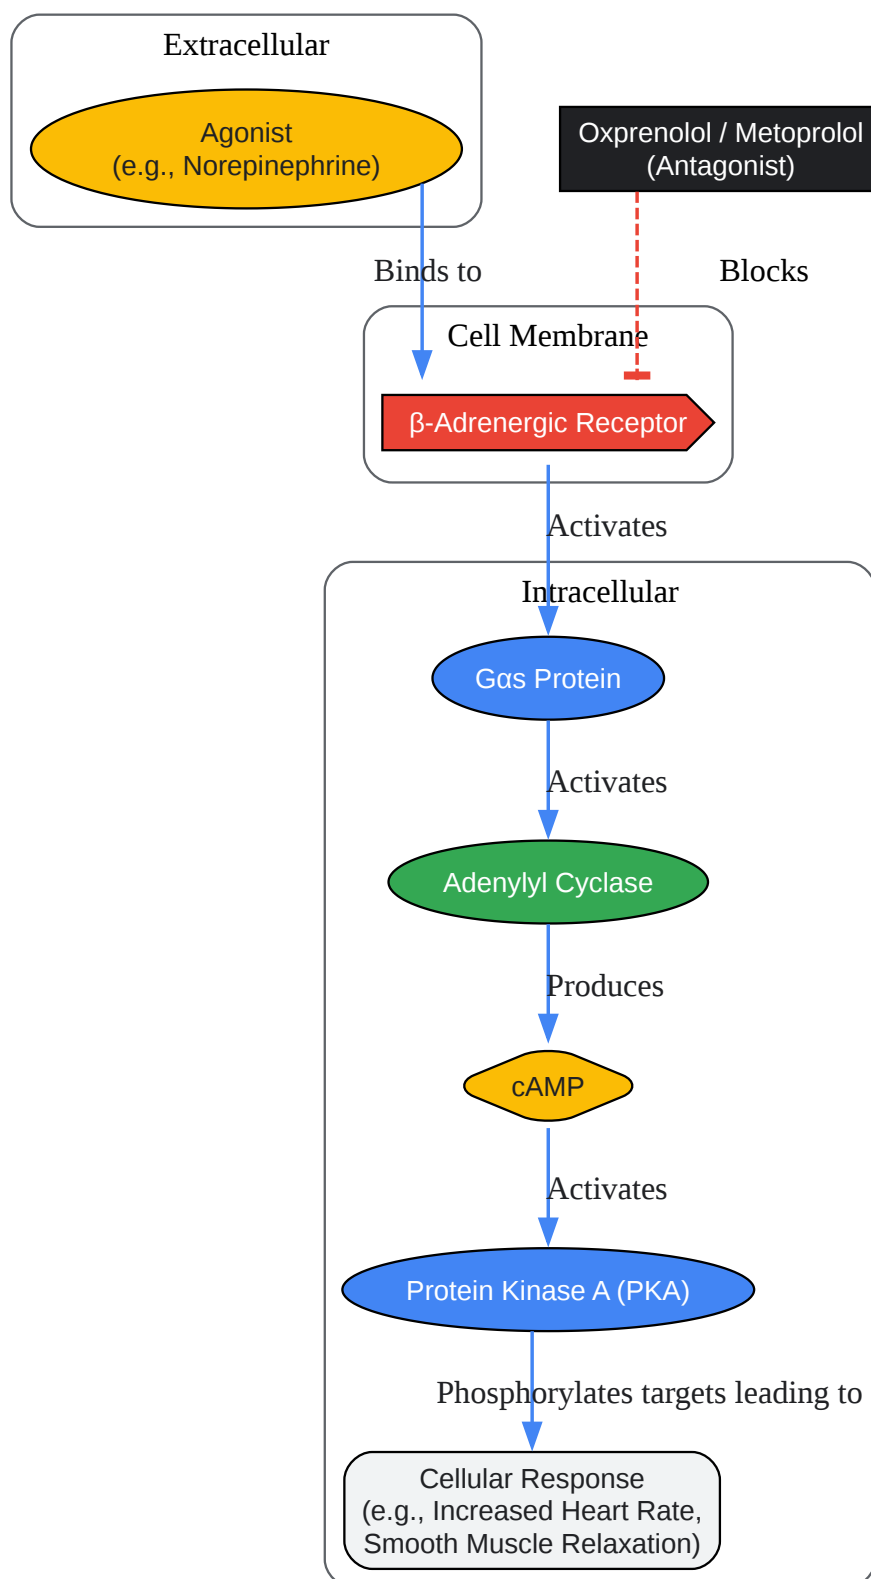 Extracellular
Agonist
(e.g., Norepinephrine)
Oxprenolol / Metoprolol
(Antagonist)
Binds to
Blocks
Cell Membrane
β-Adrenergic Receptor
Activates
Intracellular
Gαs Protein
Activates
Adenylyl Cyclase
Produces
cAMP
Activates
Protein Kinase A (PKA)
Phosphorylates targets leading to
Cellular Response
(e.g., Increased Heart Rate,
Smooth Muscle Relaxation)